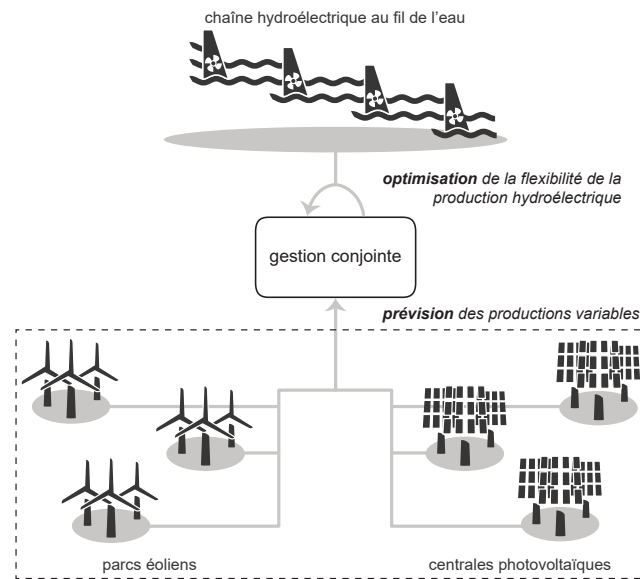 chaîne hydroélectrique au fil de l'eau
optimisation de la flexibilité de la
production hydroélectrique
gestion conjointe
prévision des productions variables
parcs éoliens
centrales photovoltaïques